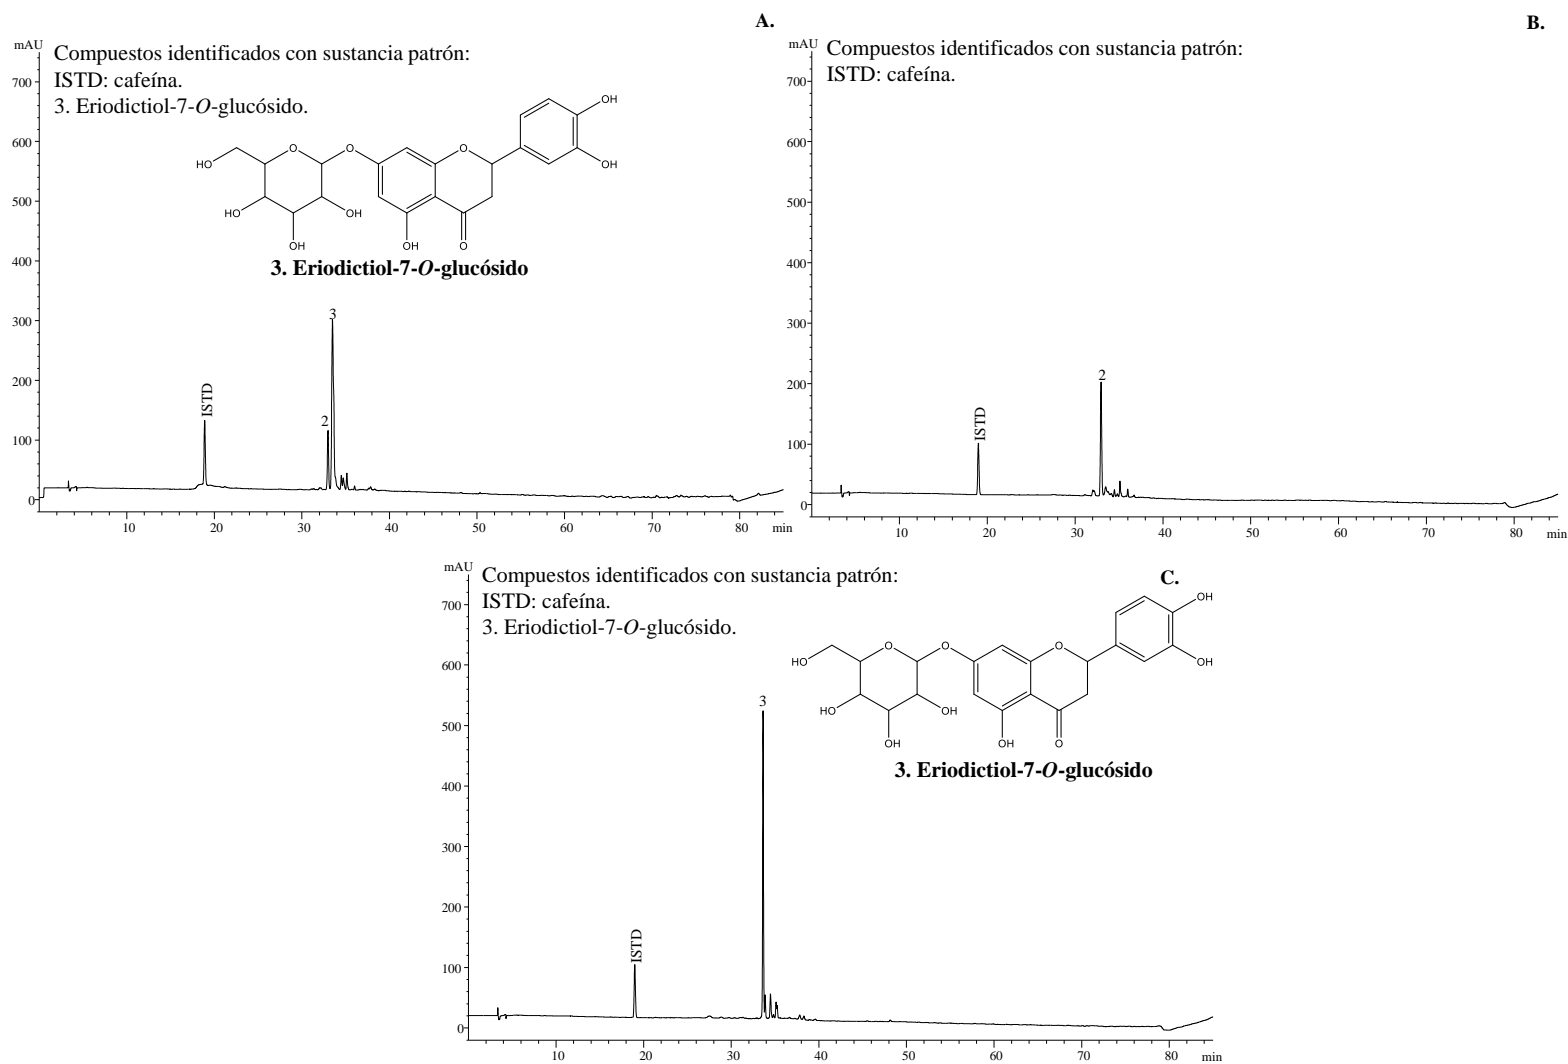 A.
mAU
Compuestos identificados con sustancia patrón:
ISTD: cafeína.
3. Eriodictiol-7-O-glucósido.
700
600
500
400
300
200
100
0
OH
OH
O
O
O
HO
HO
OH
OH
OH
O
3. Eriodictiol-7-O-glucósido
ISTD
2
3
10
20
30
40
50
60
70
80
min
B.
mAU
Compuestos identificados con sustancia patrón:
ISTD: cafeína.
700
600
500
400
300
200
100
0
ISTD
2
10
20
30
40
50
60
70
80
min
C.
mAU
Compuestos identificados con sustancia patrón:
ISTD: cafeína.
3. Eriodictiol-7-O-glucósido.
700
600
500
400
300
200
100
0
OH
OH
O
O
O
HO
HO
OH
OH
OH
O
3. Eriodictiol-7-O-glucósido
ISTD
3
10
20
30
40
50
60
70
80
min